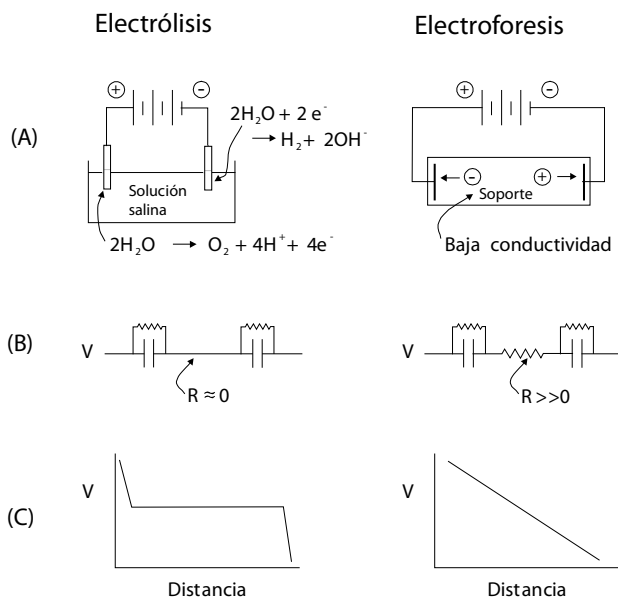 Electrólisis
Electroforesis
(A)
+ −
2H₂O + 2 e⁻
→ H₂ + 2OH⁻
Solución
salina
2H₂O → O₂ + 4H⁺ + 4e⁻
+ −
− +
Soporte
Baja conductividad
(B)
V
R ≈ 0
V
R >>0
(C)
V
Distancia
V
Distancia